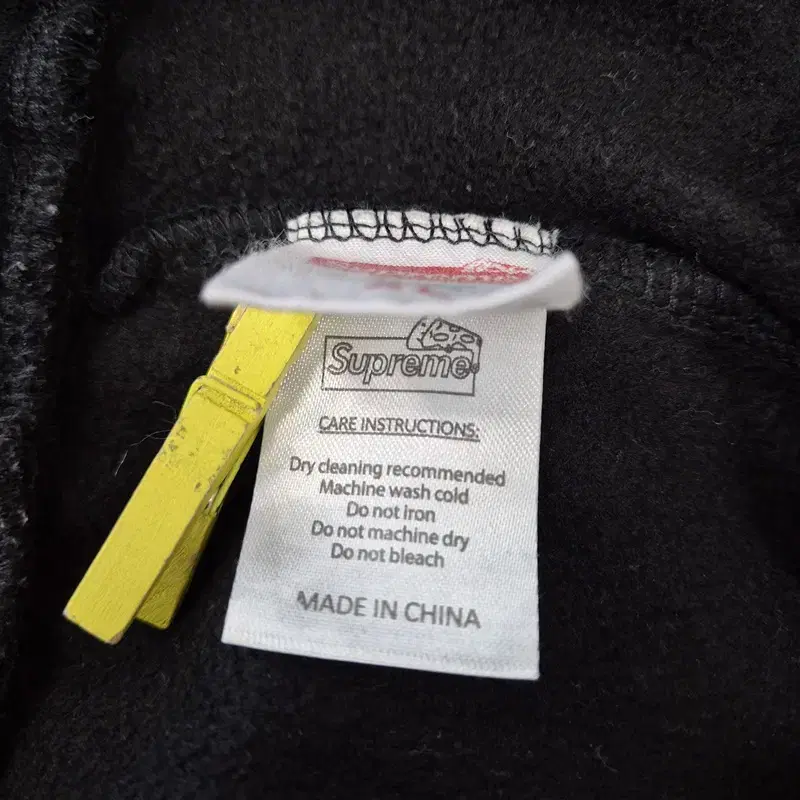 Supreme
CARE INSTRUCTIONS:
Dry cleaning recommended
Machine wash cold
Do not iron
Do not machine dry
Do not bleach
MADE IN CHINA